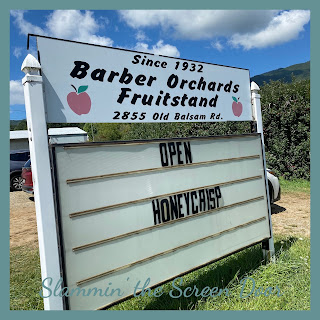 Since 1932
Barber Orchards
Fruitstand
2855 Old Balsam Rd.
OPEN
HONEYCRISP
Slammin' the Screen Door